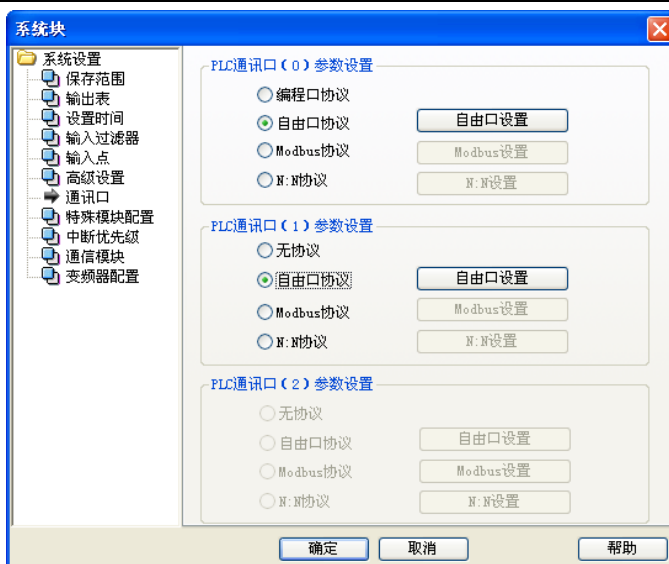 系统块
系统设置
保存范围
输出表
设置时间
输入过滤器
输入点
高级设置
通讯口
特殊模块配置
中断优先级
通信模块
变频器配置
PLC通讯口(0)参数设置
编程口协议
自由口协议 自由口设置
Modbus协议 Modbus设置
N:N协议 N:N设置
PLC通讯口(1)参数设置
无协议
自由口协议 自由口设置
Modbus协议 Modbus设置
N:N协议 N:N设置
PLC通讯口(2)参数设置
无协议
自由口协议 自由口设置
Modbus协议 Modbus设置
N:N协议 N:N设置
确定 取消 帮助